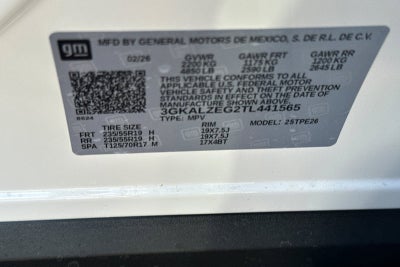 gm MFD BY GENERAL MOTORS DE MEXICO, S. DE R.L. DE C.V.
02/26 GVWR GAWR FRT GAWR RR
2200 KG 1175 KG 1200 KG
4850 LB 2590 LB 2645 LB
THIS VEHICLE CONFORMS TO ALL
APPLICABLE U.S. FEDERAL MOTOR
VEHICLE SAFETY AND THEFT PREVENTION
STANDARDS IN EFFECT ON THE DATE OF
MANUFACTURE SHOWN ABOVE.
3GKALZEG2TL441565
TYPE: MPV MODEL: 25TPE26
TIRE SIZE RIM
FRT 235/55R19 H 19X7.5J
RR 235/55R19 H 19X7.5J
SPA T125/70R17 M 17X4BT